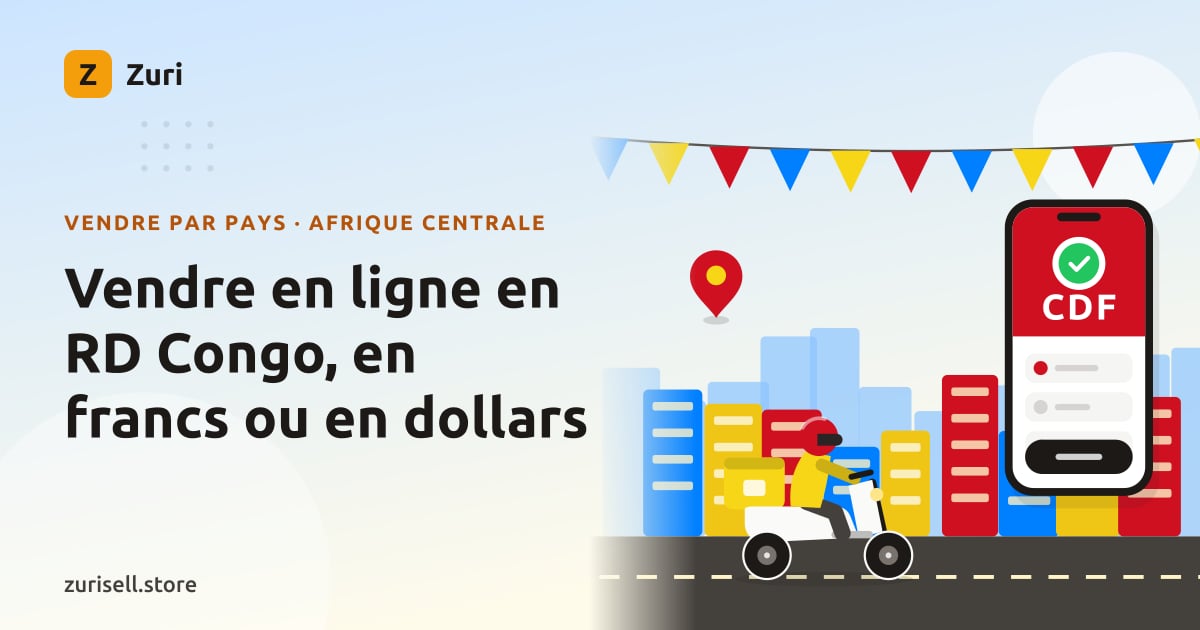 Z Zuri
VENDRE PAR PAYS · AFRIQUE CENTRALE
Vendre en ligne en
RD Congo, en
francs ou en dollars
CDF
zurisell.store